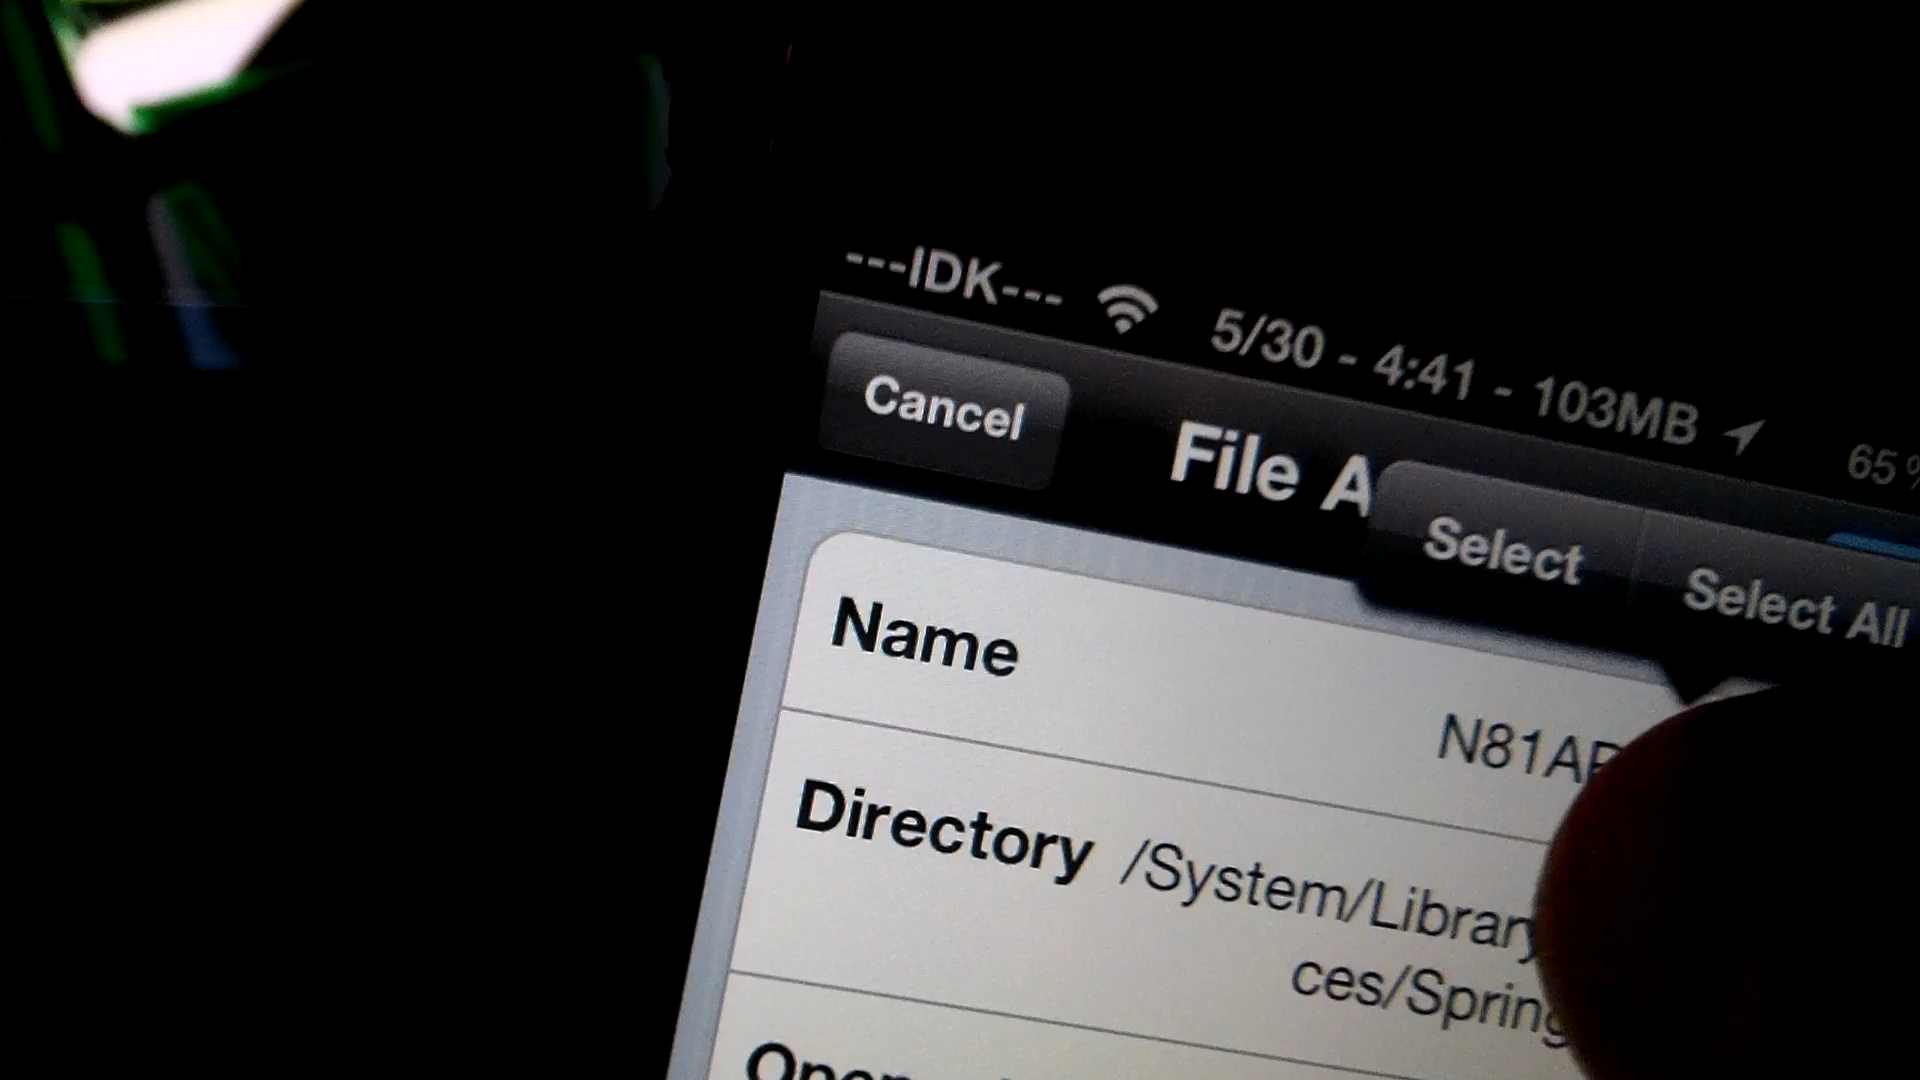 ---IDK--- 5/30 - 4:41 - 103MB 65%
Cancel File A
Select Select All
Name
N81AP
Directory /System/Library
ces/Spring